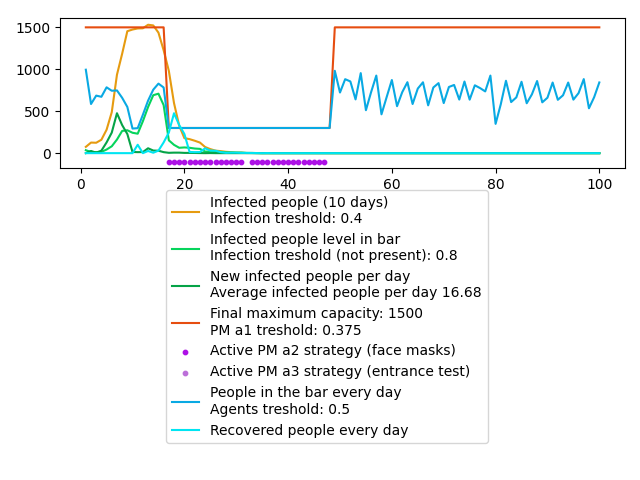 1500
1000
500
0
0 20 40 60 80 100
Infected people (10 days)
Infection treshold: 0.4
Infected people level in bar
Infection treshold (not present): 0.8
New infected people per day
Average infected people per day 16.68
Final maximum capacity: 1500
PM a1 treshold: 0.375
Active PM a2 strategy (face masks)
Active PM a3 strategy (entrance test)
People in the bar every day
Agents treshold: 0.5
Recovered people every day